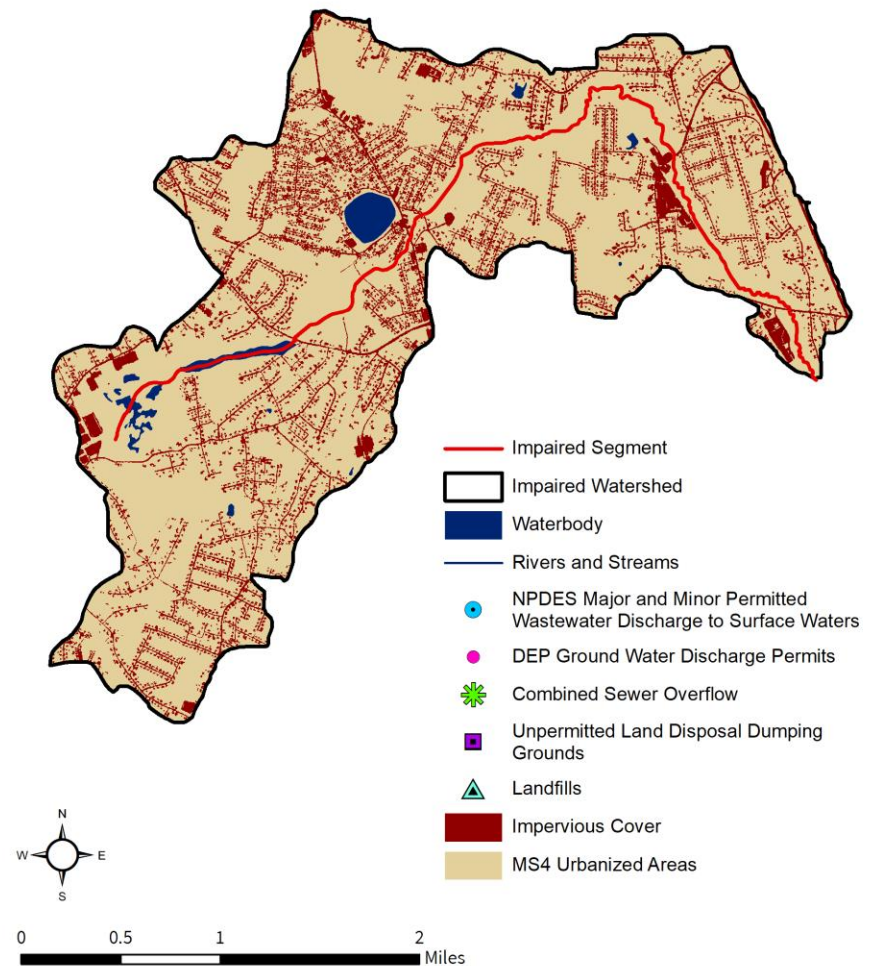 Impaired Segment
Impaired Watershed
Waterbody
Rivers and Streams
NPDES Major and Minor Permitted
Wastewater Discharge to Surface Waters
DEP Ground Water Discharge Permits
Combined Sewer Overflow
Unpermitted Land Disposal Dumping
Grounds
Landfills
Impervious Cover
MS4 Urbanized Areas
N
W E
S
0 0.5 1 2
Miles